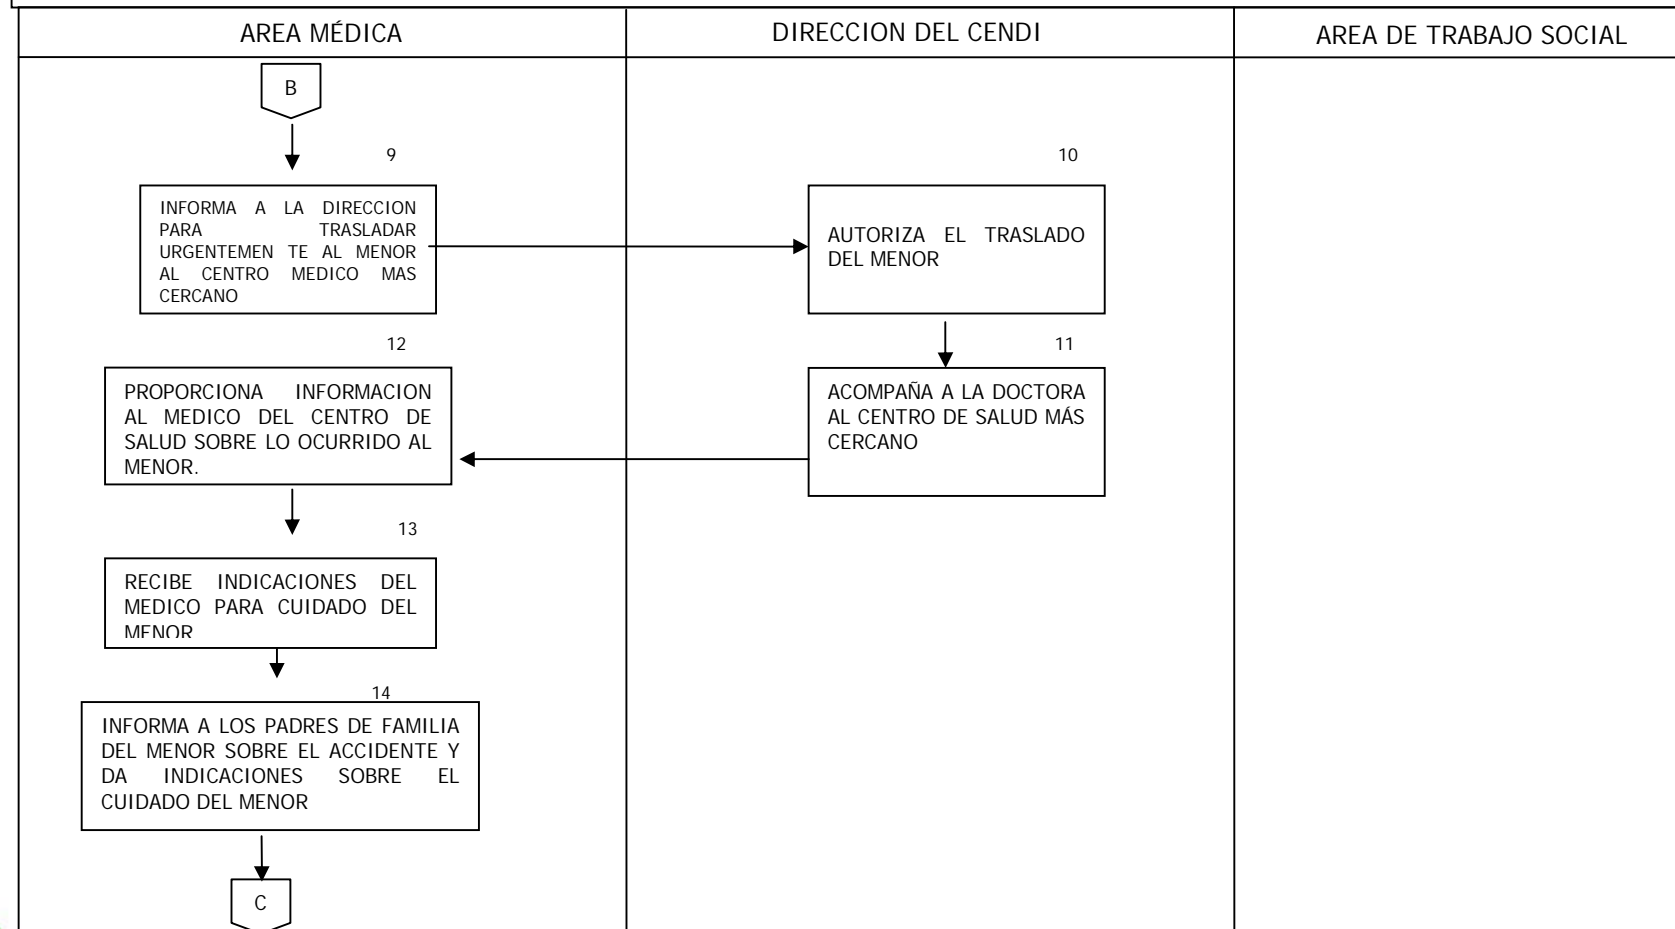 AREA MÉDICA
DIRECCION DEL CENDI
AREA DE TRABAJO SOCIAL
B
9
INFORMA A LA DIRECCION
PARA TRASLADAR
URGENTEMEN TE AL MENOR
AL CENTRO MEDICO MAS
CERCANO
10
AUTORIZA EL TRASLADO
DEL MENOR
11
ACOMPAÑA A LA DOCTORA
AL CENTRO DE SALUD MÁS
CERCANO
12
PROPORCIONA INFORMACION
AL MEDICO DEL CENTRO DE
SALUD SOBRE LO OCURRIDO AL
MENOR.
13
RECIBE INDICACIONES DEL
MEDICO PARA CUIDADO DEL
MENOR
14
INFORMA A LOS PADRES DE FAMILIA
DEL MENOR SOBRE EL ACCIDENTE Y
DA INDICACIONES SOBRE EL
CUIDADO DEL MENOR
C